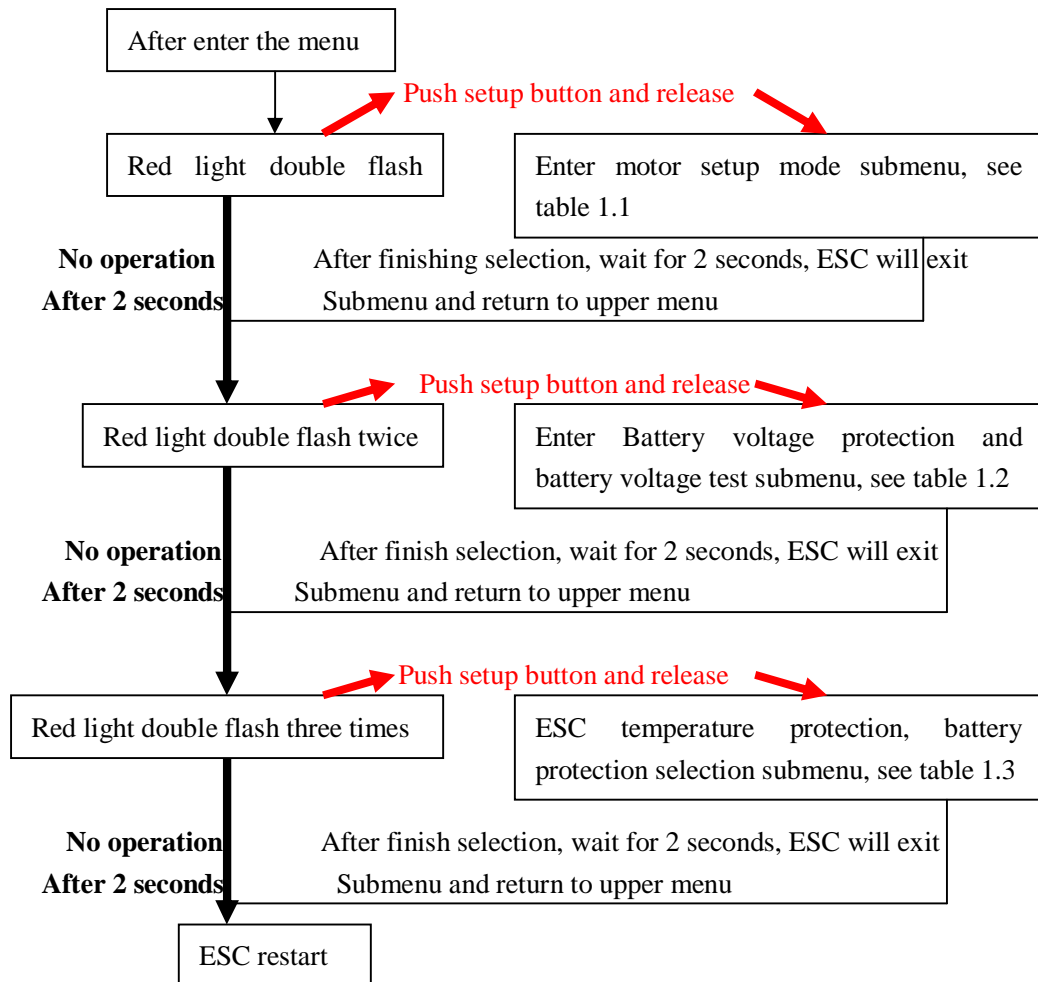 After enter the menu
Push setup button and release
Red light double flash
Enter motor setup mode submenu, see
table 1.1
No operation
After finishing selection, wait for 2 seconds, ESC will exit
After 2 seconds
Submenu and return to upper menu
Push setup button and release
Red light double flash twice
Enter Battery voltage protection and
battery voltage test submenu, see table 1.2
No operation
After finish selection, wait for 2 seconds, ESC will exit
After 2 seconds
Submenu and return to upper menu
Push setup button and release
Red light double flash three times
ESC temperature protection, battery
protection selection submenu, see table 1.3
No operation
After finish selection, wait for 2 seconds, ESC will exit
After 2 seconds
Submenu and return to upper menu
ESC restart